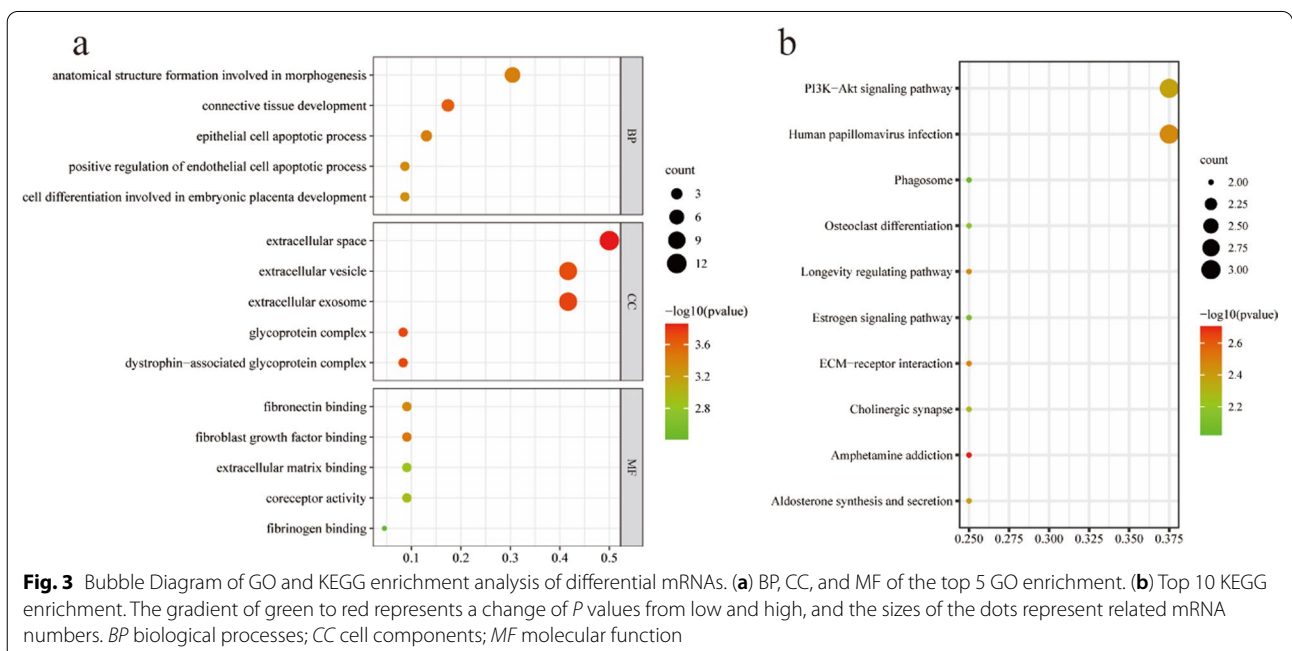 a
anatomical structure formation involved in morphogenesis
connective tissue development
epithelial cell apoptotic process
positive regulation of endothelial cell apoptotic process
cell differentiation involved in embryonic placenta development
BP
extracellular space
extracellular vesicle
extracellular exosome
glycoprotein complex
dystrophin−associated glycoprotein complex
CC
fibronectin binding
fibroblast growth factor binding
extracellular matrix binding
coreceptor activity
fibrinogen binding
MF
0.1 0.2 0.3 0.4 0.5
count
3
6
9
12
−log10(pvalue)
3.6
3.2
2.8
b
PI3K−Akt signaling pathway
Human papillomavirus infection
Phagosome
Osteoclast differentiation
Longevity regulating pathway
Estrogen signaling pathway
ECM−receptor interaction
Cholinergic synapse
Amphetamine addiction
Aldosterone synthesis and secretion
0.250 0.275 0.300 0.325 0.350 0.375
count
2.00
2.25
2.50
2.75
3.00
−log10(pvalue)
2.6
2.4
2.2
Fig. 3 Bubble Diagram of GO and KEGG enrichment analysis of differential mRNAs. (a) BP, CC, and MF of the top 5 GO enrichment. (b) Top 10 KEGG
enrichment. The gradient of green to red represents a change of P values from low and high, and the sizes of the dots represent related mRNA
numbers. BP biological processes; CC cell components; MF molecular function